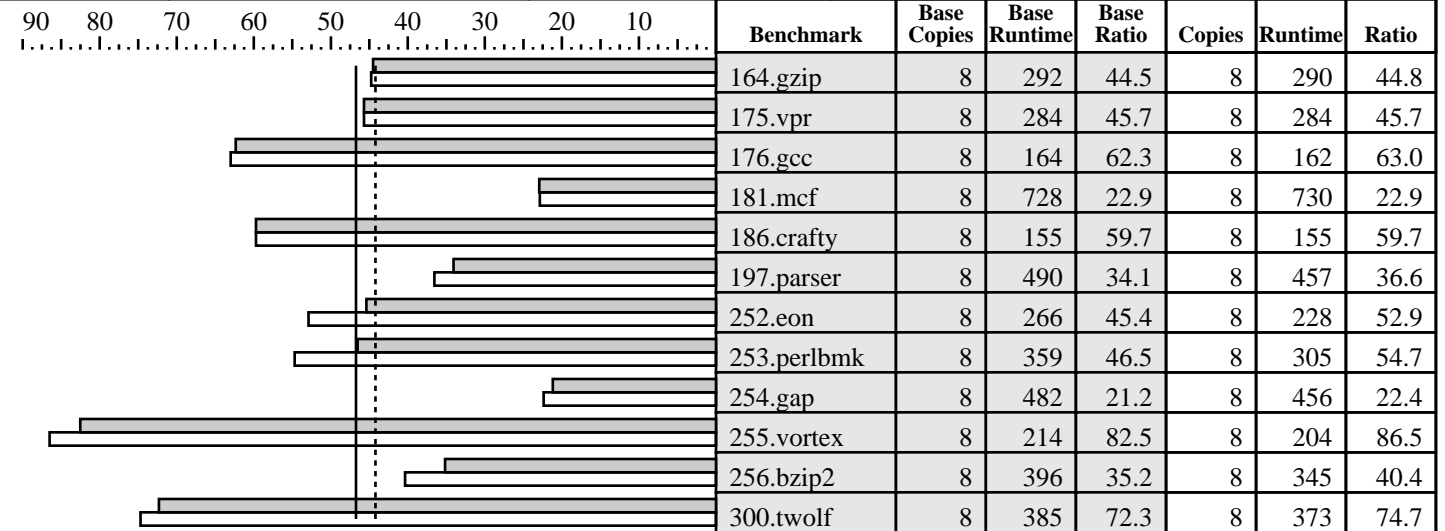 90 80 70 60 50 40 30 20 10
Benchmark Base Copies Base Runtime Base Ratio Copies Runtime Ratio
164.gzip 8 292 44.5 8 290 44.8
175.vpr 8 284 45.7 8 284 45.7
176.gcc 8 164 62.3 8 162 63.0
181.mcf 8 728 22.9 8 730 22.9
186.crafty 8 155 59.7 8 155 59.7
197.parser 8 490 34.1 8 457 36.6
252.eon 8 266 45.4 8 228 52.9
253.perlbmk 8 359 46.5 8 305 54.7
254.gap 8 482 21.2 8 456 22.4
255.vortex 8 214 82.5 8 204 86.5
256.bzip2 8 396 35.2 8 345 40.4
300.twolf 8 385 72.3 8 373 74.7